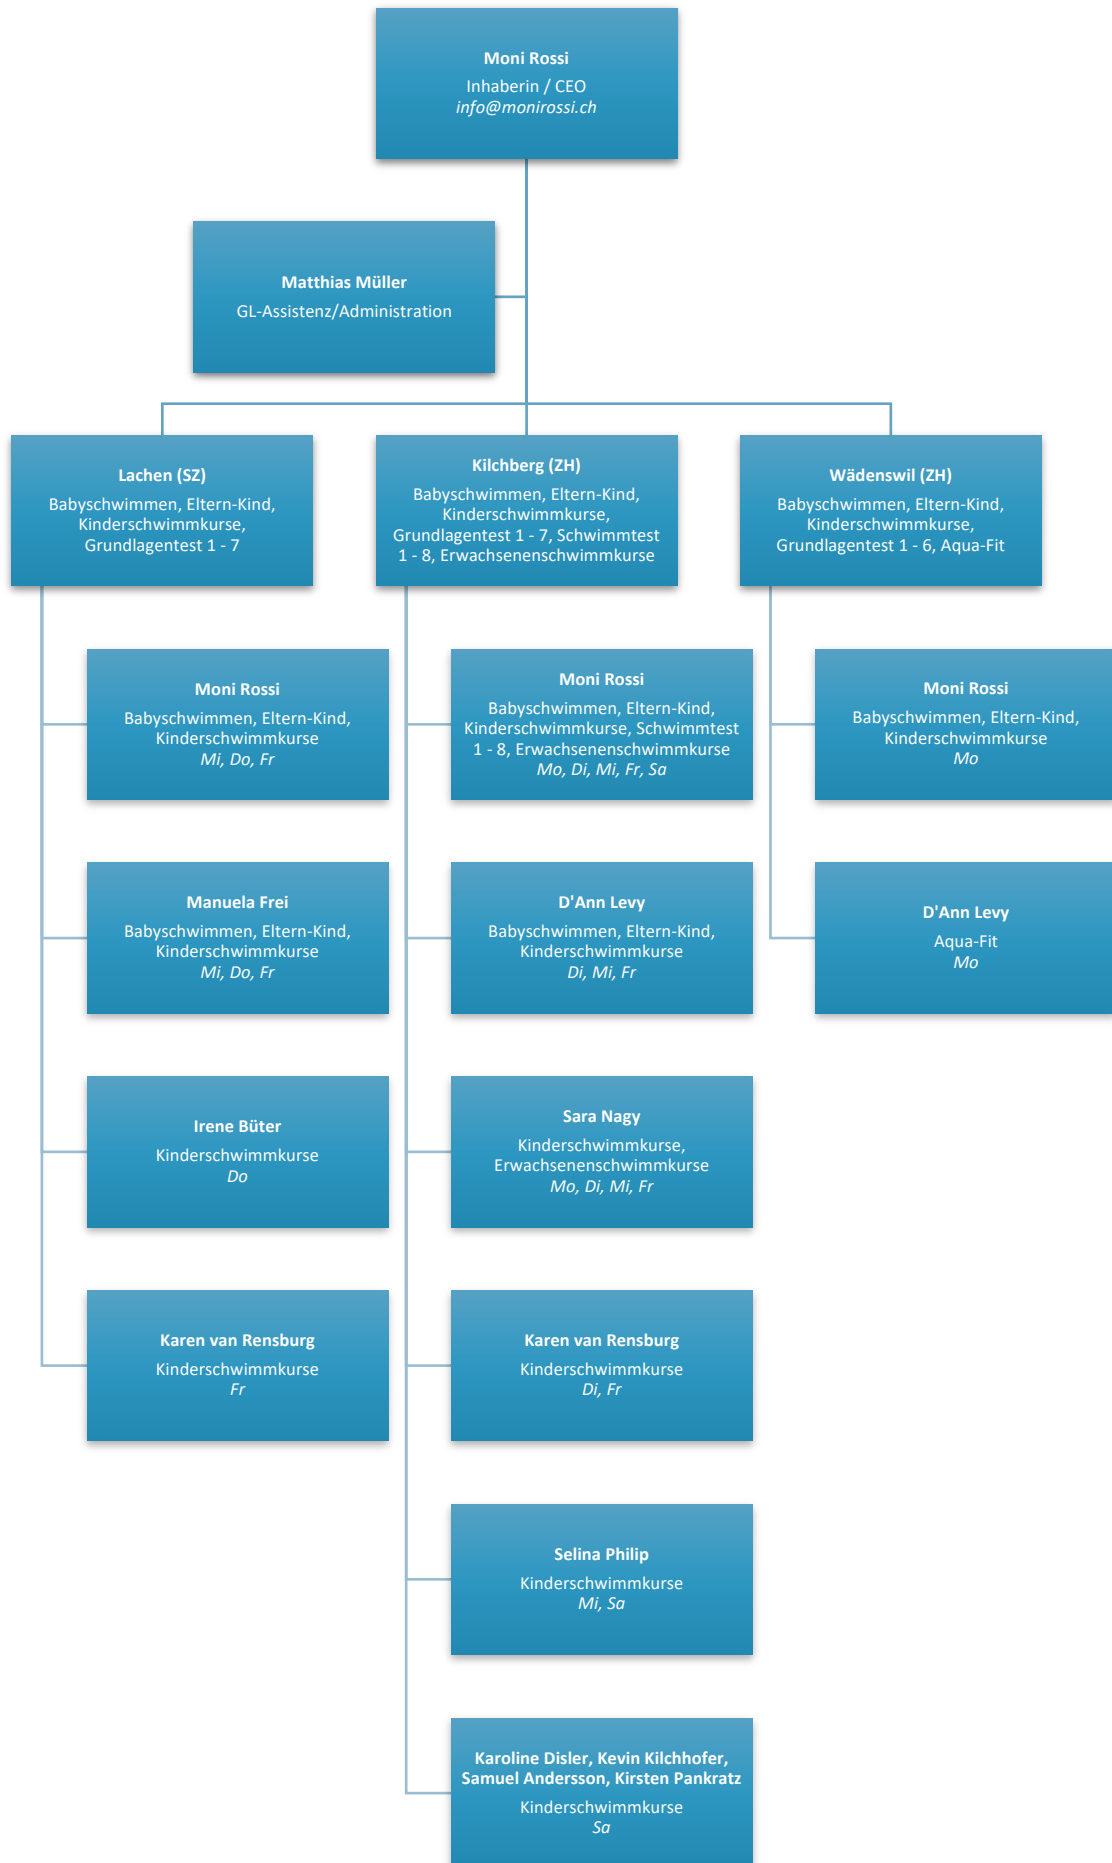 Moni Rossi
Inhaberin / CEO
info@monirossi.ch
Matthias Müller
GL-Assistenz/Administration
Lachen (SZ)
Babyschwimmen, Eltern-Kind,
Kinderschwimmkurse,
Grundlagentest 1 - 7
Kilchberg (ZH)
Babyschwimmen, Eltern-Kind,
Kinderschwimmkurse,
Grundlagentest 1 - 7, Schwimmtest
1 - 8, Erwachsenenschwimmkurse
Wädenswil (ZH)
Babyschwimmen, Eltern-Kind,
Kinderschwimmkurse,
Grundlagentest 1 - 6, Aqua-Fit
Moni Rossi
Babyschwimmen, Eltern-Kind,
Kinderschwimmkurse
Mi, Do, Fr
Manuela Frei
Babyschwimmen, Eltern-Kind,
Kinderschwimmkurse
Mi, Do, Fr
Irene Büter
Kinderschwimmkurse
Do
Karen van Rensburg
Kinderschwimmkurse
Fr
Moni Rossi
Babyschwimmen, Eltern-Kind,
Kinderschwimmkurse, Schwimmtest
1 - 8, Erwachsenenschwimmkurse
Mo, Di, Mi, Fr, Sa
D'Ann Levy
Babyschwimmen, Eltern-Kind,
Kinderschwimmkurse
Di, Mi, Fr
Sara Nagy
Kinderschwimmkurse,
Erwachsenenschwimmkurse
Mo, Di, Mi, Fr
Karen van Rensburg
Kinderschwimmkurse
Di, Fr
Selina Philip
Kinderschwimmkurse
Mi, Sa
Karoline Disler, Kevin Kilchhofer,
Samuel Andersson, Kirsten Pankratz
Kinderschwimmkurse
Sa
Moni Rossi
Babyschwimmen, Eltern-Kind,
Kinderschwimmkurse
Mo
D'Ann Levy
Aqua-Fit
Mo